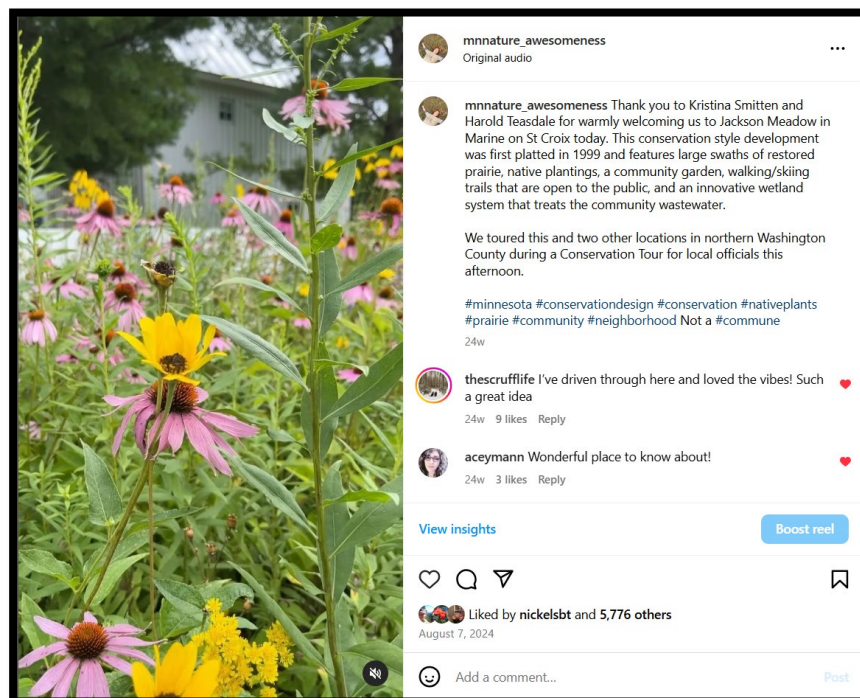 mnnature_awesomeness
Original audio
mnnature_awesomeness Thank you to Kristina Smitten and
Harold Teasdale for warmly welcoming us to Jackson Meadow in
Marine on St Croix today. This conservation style development
was first platted in 1999 and features large swaths of restored
prairie, native plantings, a community garden, walking/skiing
trails that are open to the public, and an innovative wetland
system that treats the community wastewater.
We toured this and two other locations in northern Washington
County during a Conservation Tour for local officials this
afternoon.
#minnesota #conservationdesign #conservation #nativeplants
#prairie #community #neighborhood Not a #commune
24w
thescrufflife I've driven through here and loved the vibes! Such
a great idea
24w 9 likes Reply
aceymann Wonderful place to know about!
24w 3 likes Reply
View insights
Boost reel
Liked by nickelsbt and 5,776 others
August 7, 2024
Add a comment...
Post